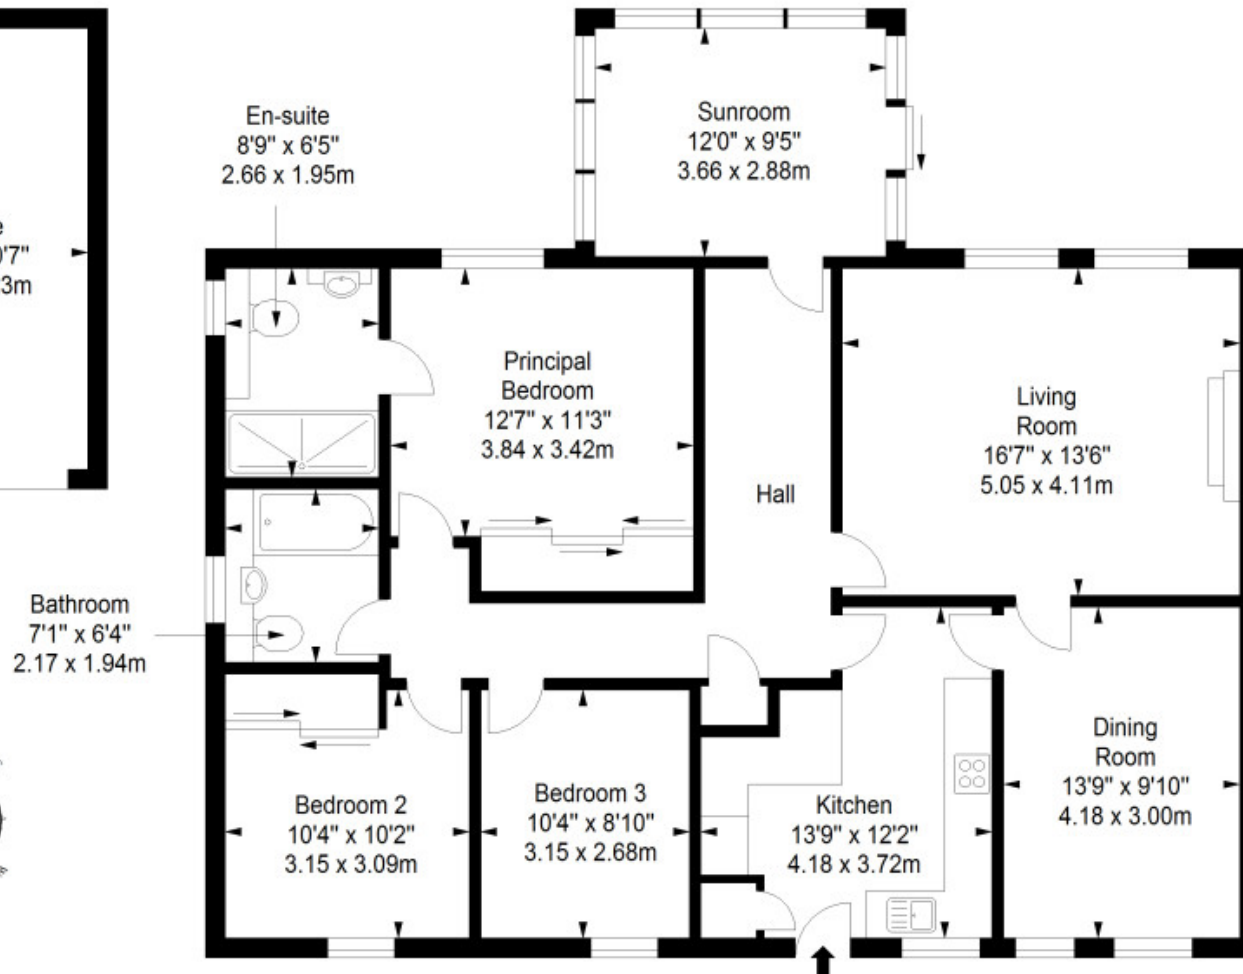 En-suite
8'9" x 6'5"
2.66 x 1.95m
Sunroom
12'0" x 9'5"
3.66 x 2.88m
Principal
Bedroom
12'7" x 11'3"
3.84 x 3.42m
Living
Room
16'7" x 13'6"
5.05 x 4.11m
Hall
Bathroom
7'1" x 6'4"
2.17 x 1.94m
Bedroom 2
10'4" x 10'2"
3.15 x 3.09m
Bedroom 3
10'4" x 8'10"
3.15 x 2.68m
Kitchen
13'9" x 12'2"
4.18 x 3.72m
Dining
Room
13'9" x 9'10"
4.18 x 3.00m